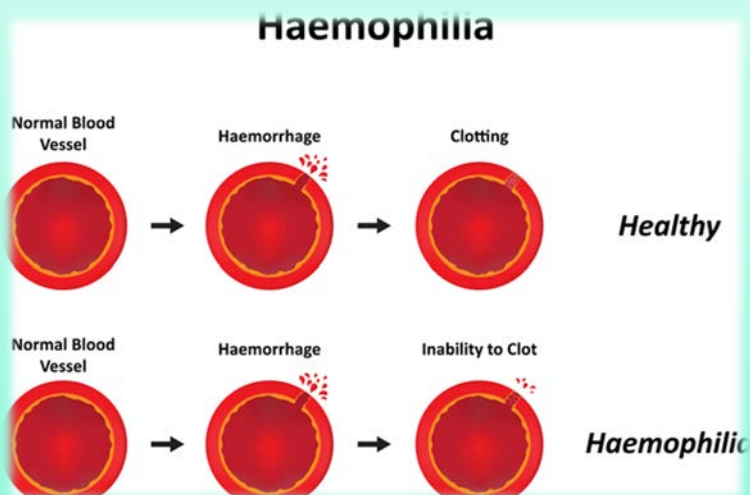 Haemophilia
Normal Blood
Vessel
Haemorrhage
Clotting
Healthy
Normal Blood
Vessel
Haemorrhage
Inability to Clot
Haemophilic